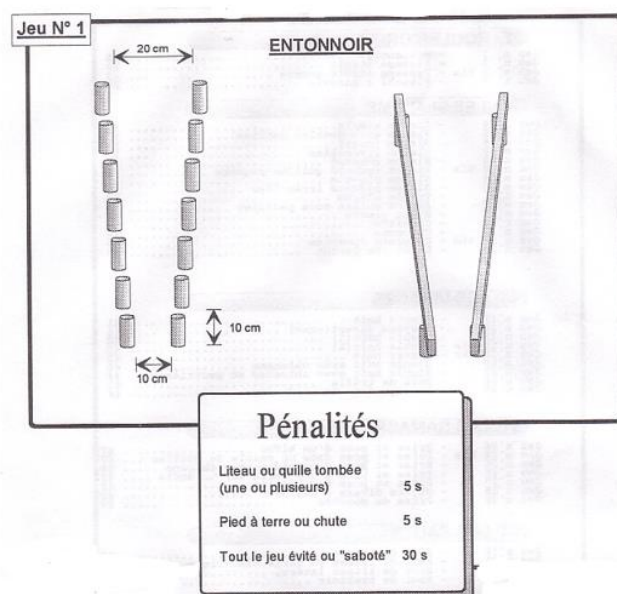 Jeu N° 1
ENTONNOIR
20 cm
10 cm
10 cm
Pénalités
Liteau ou quille tombée
(une ou plusieurs) 5 s
Pied à terre ou chute 5 s
Tout le jeu évité ou "saboté" 30 s